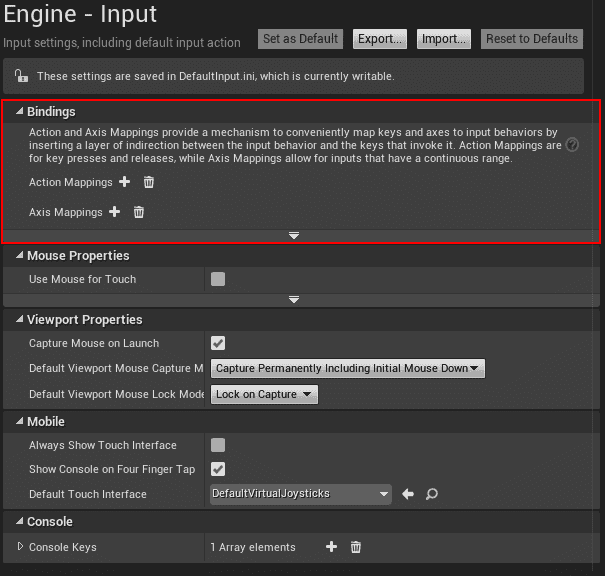 Engine - Input
Input settings, including default input action
Set as Default
Export...
Import...
Reset to Defaults
These settings are saved in DefaultInput.ini, which is currently writable.
Bindings
Action and Axis Mappings provide a mechanism to conveniently map keys and axes to input behaviors by
inserting a layer of indirection between the input behavior and the keys that invoke it. Action Mappings are
for key presses and releases, while Axis Mappings allow for inputs that have a continuous range.
Action Mappings
Axis Mappings
Mouse Properties
Use Mouse for Touch
Viewport Properties
Capture Mouse on Launch
Default Viewport Mouse Capture M
Capture Permanently Including Initial Mouse Down
Default Viewport Mouse Lock Mode
Lock on Capture
Mobile
Always Show Touch Interface
Show Console on Four Finger Tap
Default Touch Interface
DefaultVirtualJoysticks
Console
Console Keys
1 Array elements